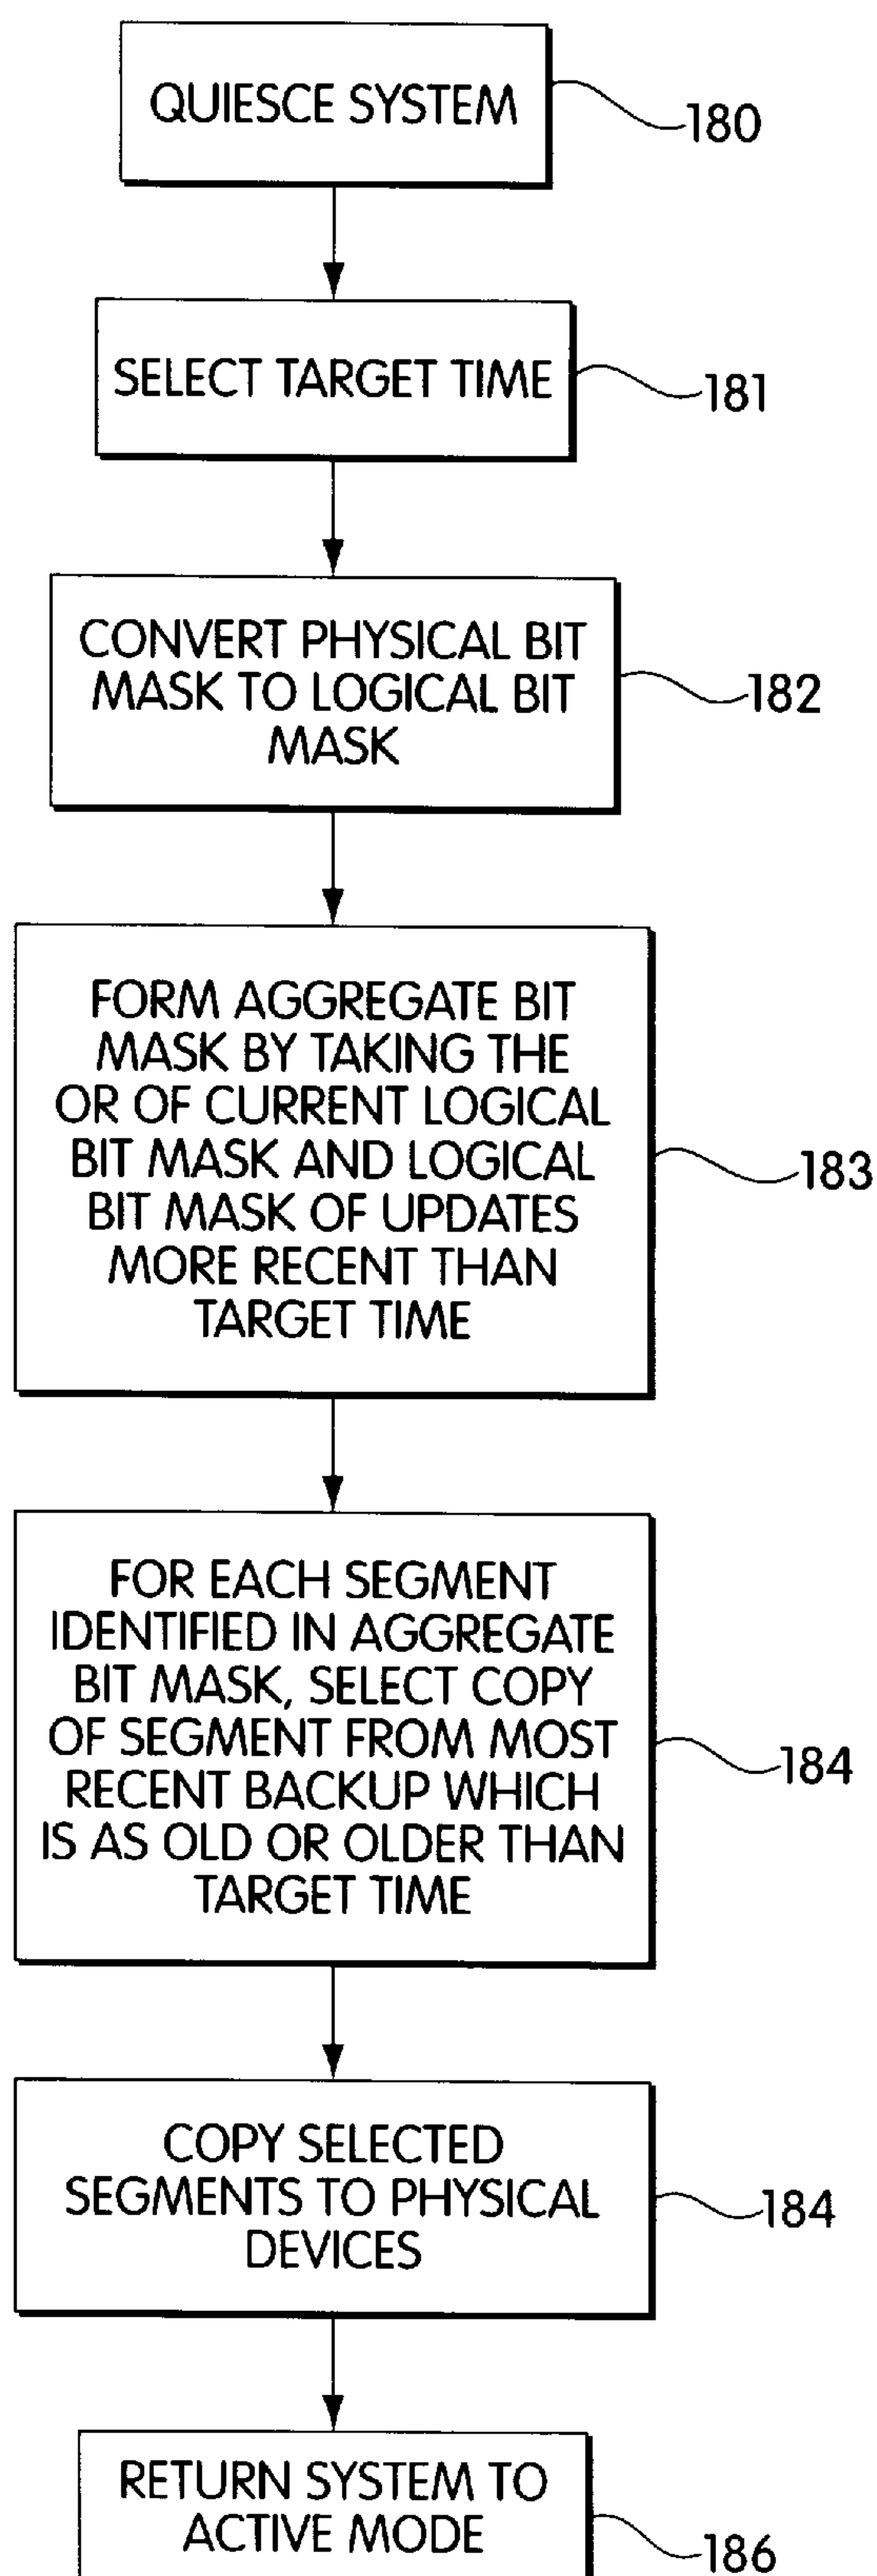 QUIESCE SYSTEM
180
SELECT TARGET TIME
181
CONVERT PHYSICAL BIT
MASK TO LOGICAL BIT
MASK
182
FORM AGGREGATE BIT
MASK BY TAKING THE
OR OF CURRENT LOGICAL
BIT MASK AND LOGICAL
BIT MASK OF UPDATES
MORE RECENT THAN
TARGET TIME
183
FOR EACH SEGMENT
IDENTIFIED IN AGGREGATE
BIT MASK, SELECT COPY
OF SEGMENT FROM MOST
RECENT BACKUP WHICH
IS AS OLD OR OLDER THAN
TARGET TIME
184
COPY SELECTED
SEGMENTS TO PHYSICAL
DEVICES
184
RETURN SYSTEM TO
ACTIVE MODE
186